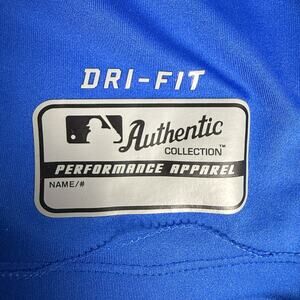 DRI-FIT
Authentic
COLLECTION™
PERFORMANCE APPAREL
NAME/#